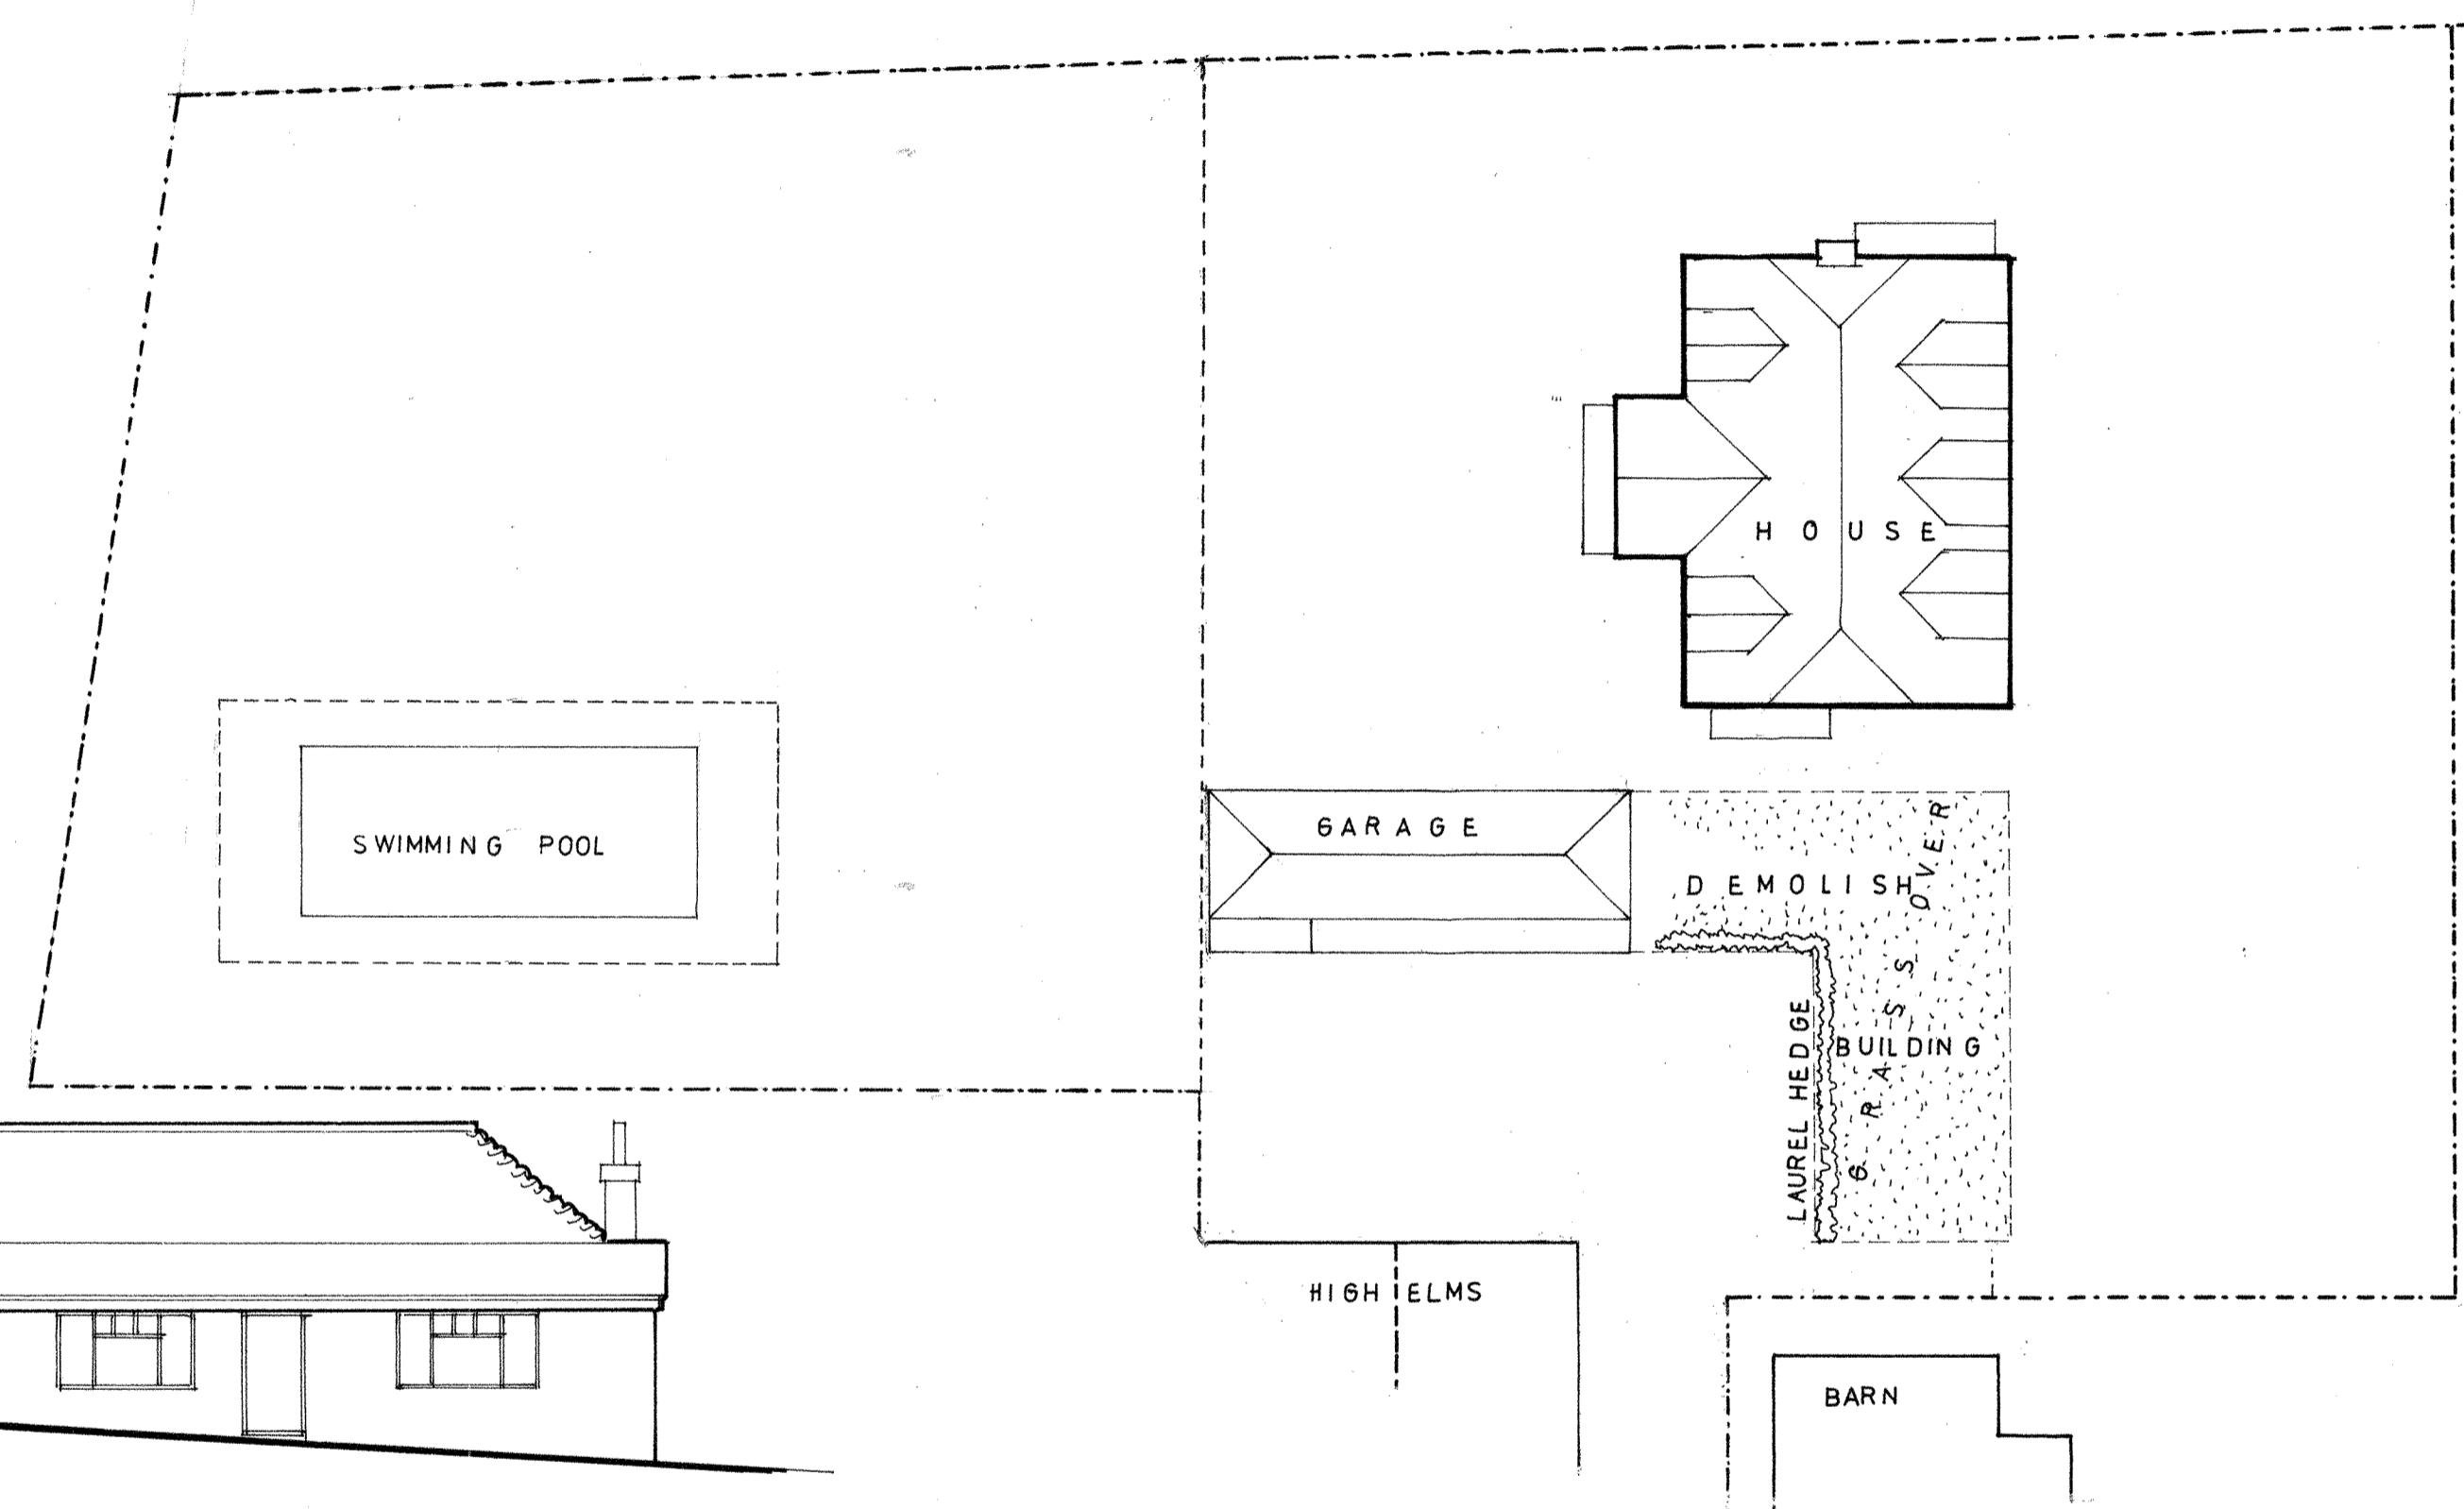 HOUSE
SWIMMING POOL
GARAGE
DEMOLISH
BUILDING
GRASS OVER
LAUREL HEDGE
HIGH ELMS
BARN